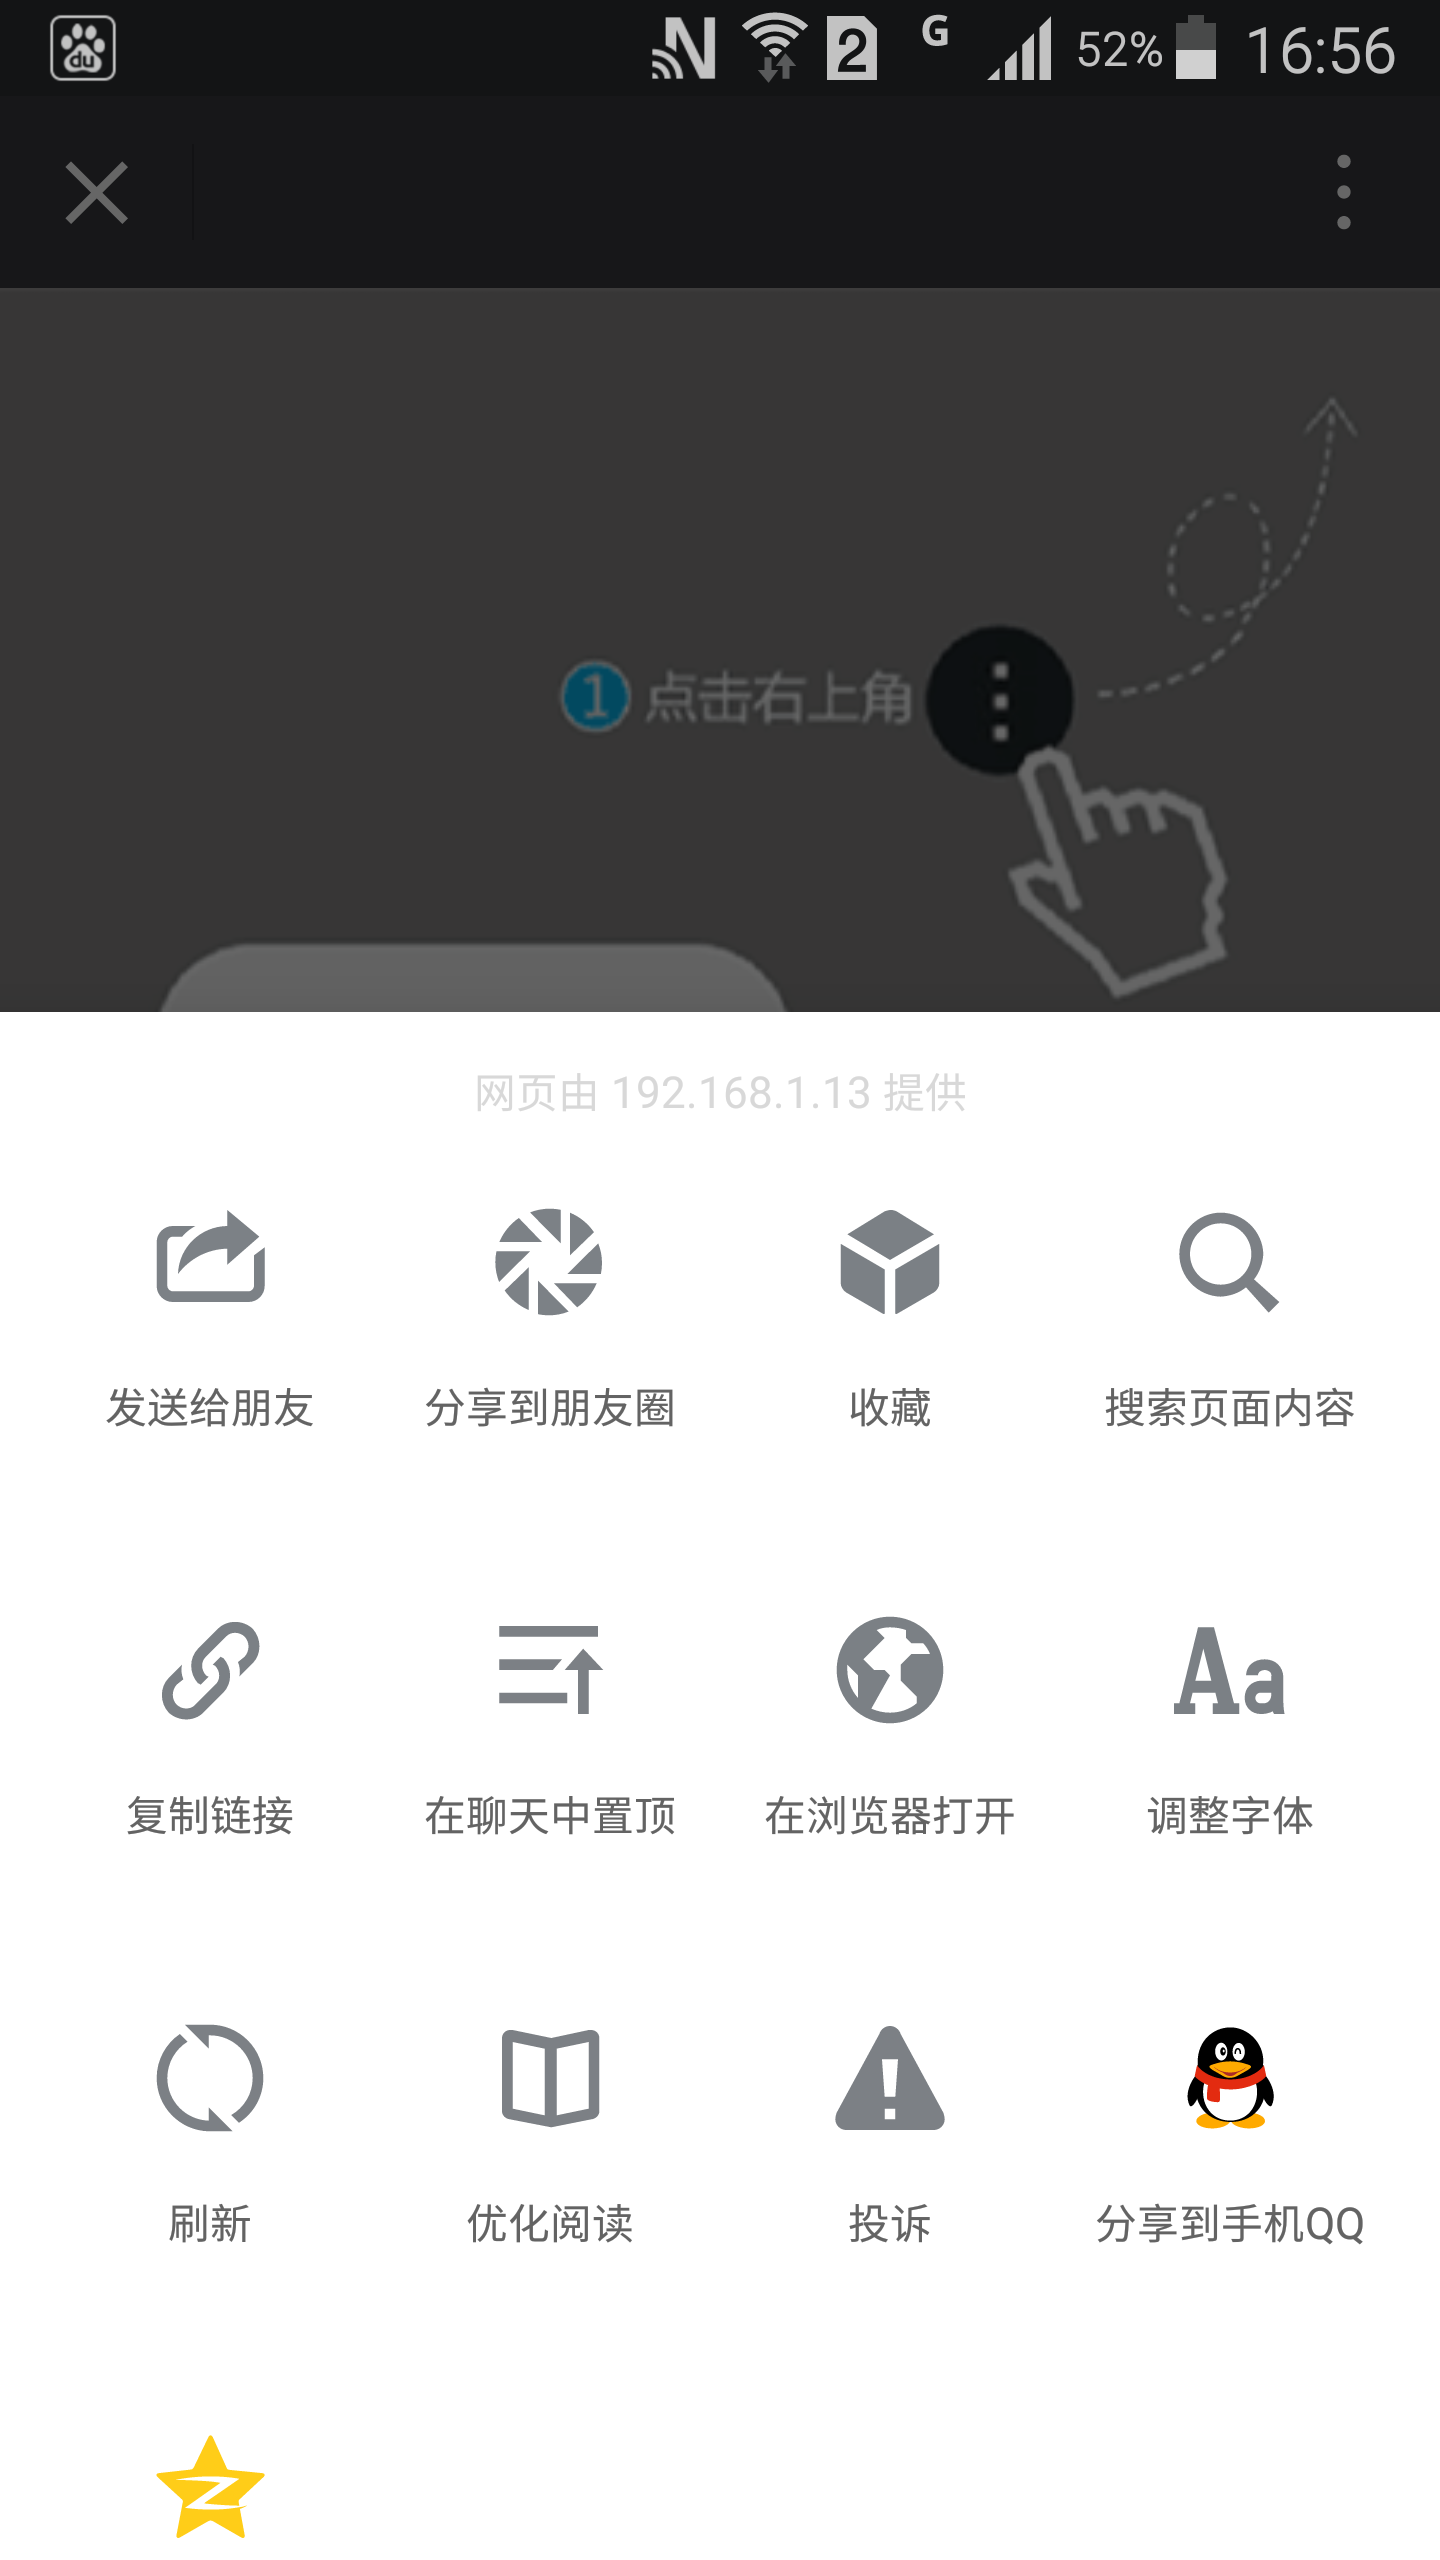 du
N 2 G 52% 16:56
1 点击右上角
网页由 192.168.1.13 提供
发送给朋友 分享到朋友圈 收藏 搜索页面内容
Aa
复制链接 在聊天中置顶 在浏览器打开 调整字体
刷新 优化阅读 投诉 分享到手机QQ